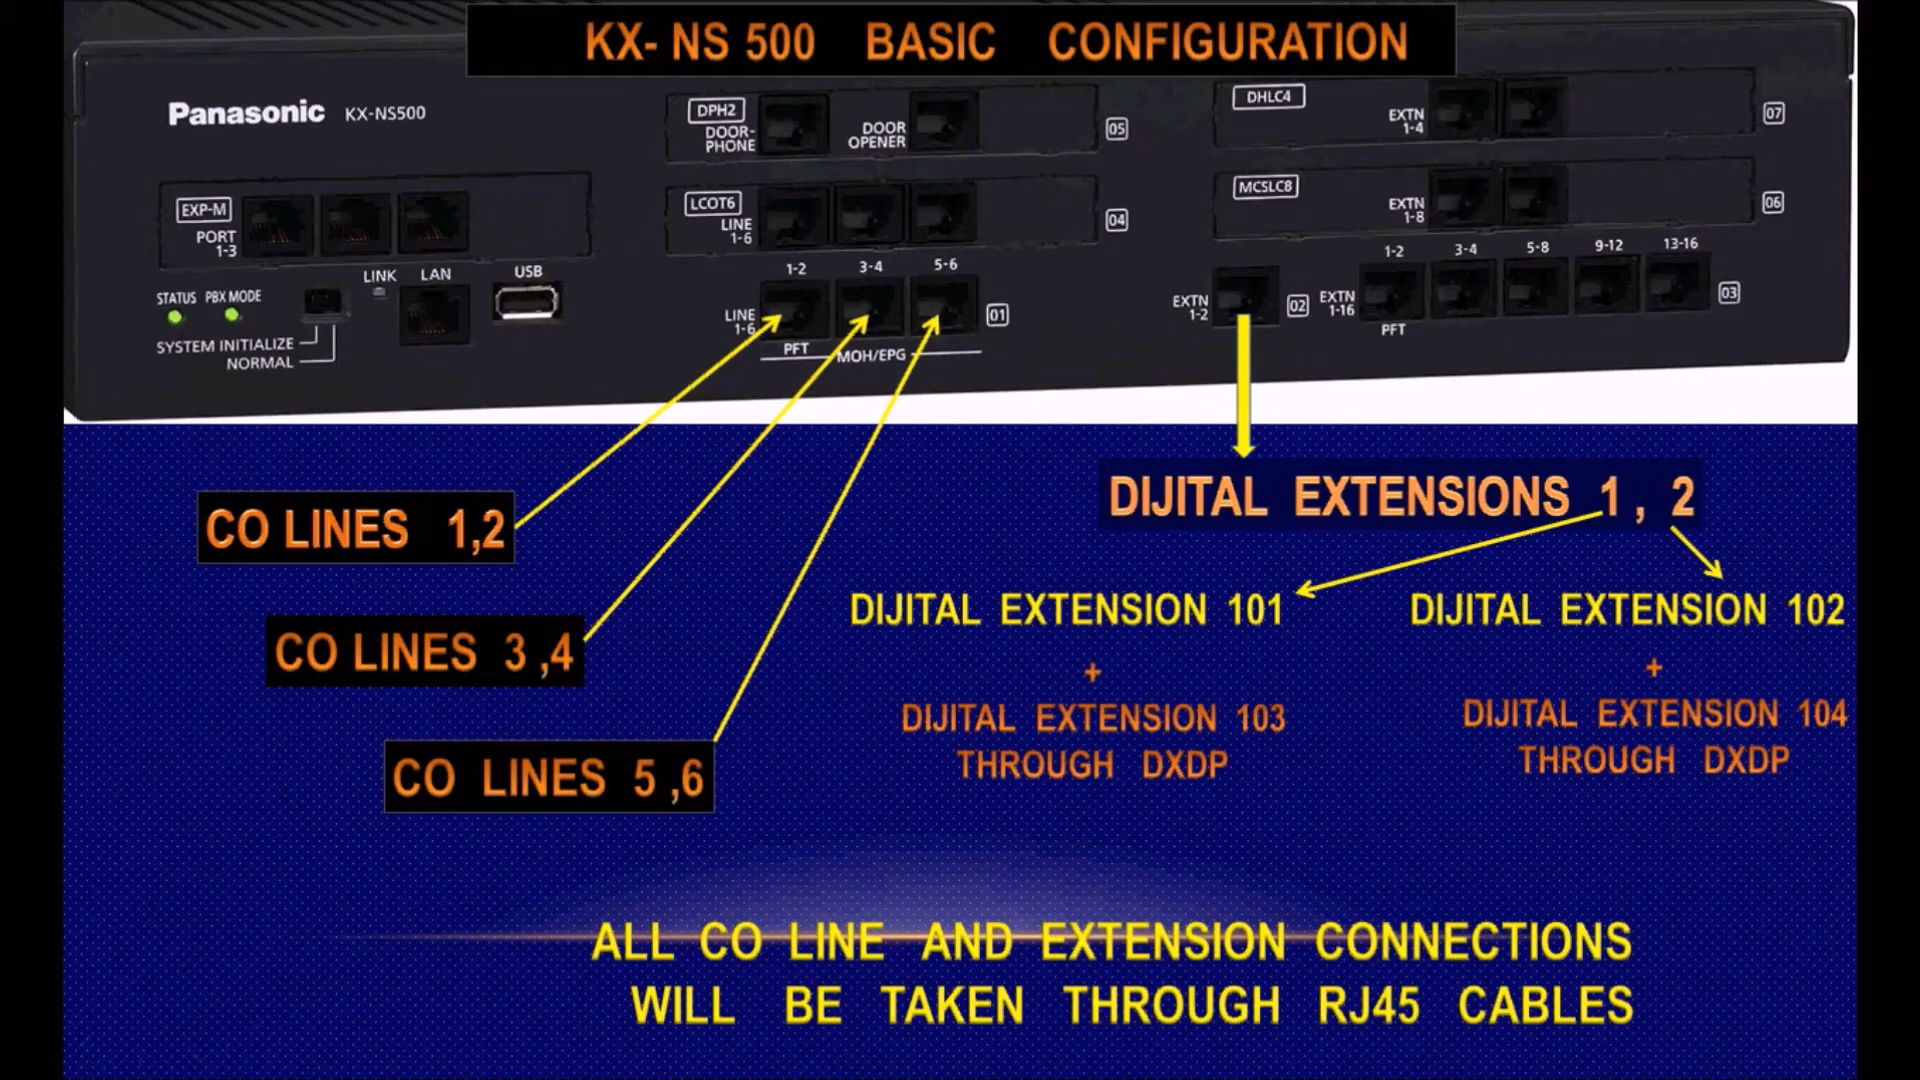 KX- NS 500 BASIC CONFIGURATION
Panasonic KX-NS500
EXP-M
PORT
1-3
STATUS PBX MODE
LINK LAN USB
SYSTEM INITIALIZE
NORMAL
DPH2
DOOR-
PHONE
DOOR
OPENER
05
LCOT6
LINE
1-6
04
1-2 3-4 5-6
LINE
1-6
01
PFT MOH/EPG
DHLC4
EXTN
1-4
07
MCSLC8
EXTN
1-8
06
1-2 3-4 5-8 9-12 13-16
EXTN
1-2
02
EXTN
1-16
03
PFT
CO LINES 1,2
CO LINES 3 ,4
CO LINES 5 ,6
DIJITAL EXTENSIONS 1 , 2
DIJITAL EXTENSION 101
+
DIJITAL EXTENSION 103
THROUGH DXDP
DIJITAL EXTENSION 102
+
DIJITAL EXTENSION 104
THROUGH DXDP
ALL CO LINE AND EXTENSION CONNECTIONS
WILL BE TAKEN THROUGH RJ45 CABLES